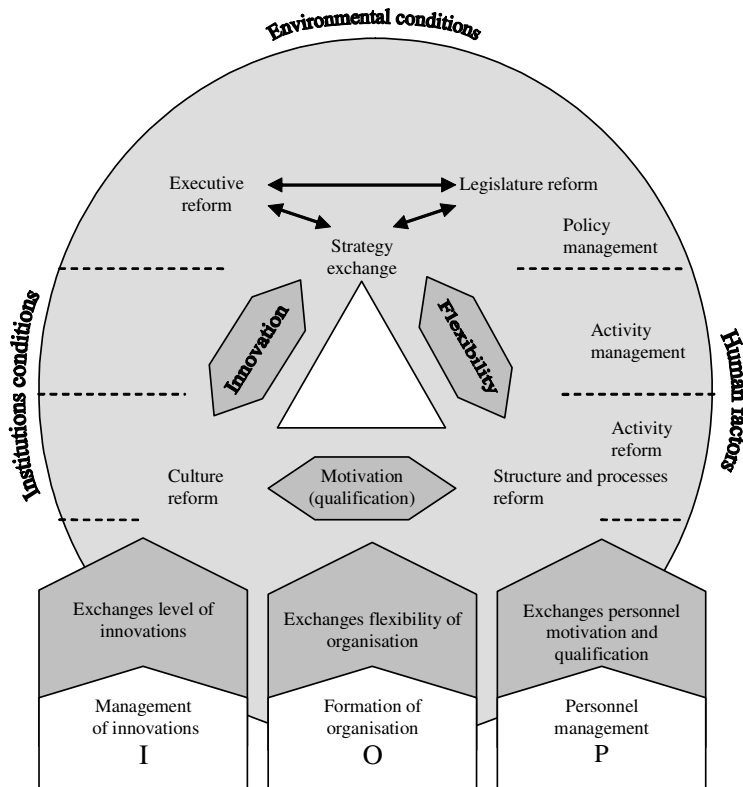 Environmental conditions
Executive
reform
Legislature reform
Strategy
exchange
Policy
management
Institutions conditions
Innovation
Flexibility
Activity
management
Human factors
Activity
reform
Culture
reform
Motivation
(qualification)
Structure and processes
reform
Exchanges level of
innovations
Exchanges flexibility of
organisation
Exchanges personnel
motivation and
qualification
Management
of innovations
I
Formation of
organisation
O
Personnel
management
P